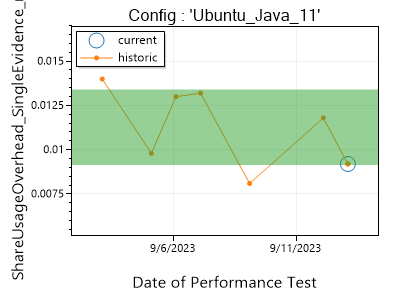 Config : 'Ubuntu_Java_11'
current
historic
0.015
0.0125
0.01
0.0075
ShareUsageOverhead_SingleEvidence_
9/6/2023
9/11/2023
Date of Performance Test